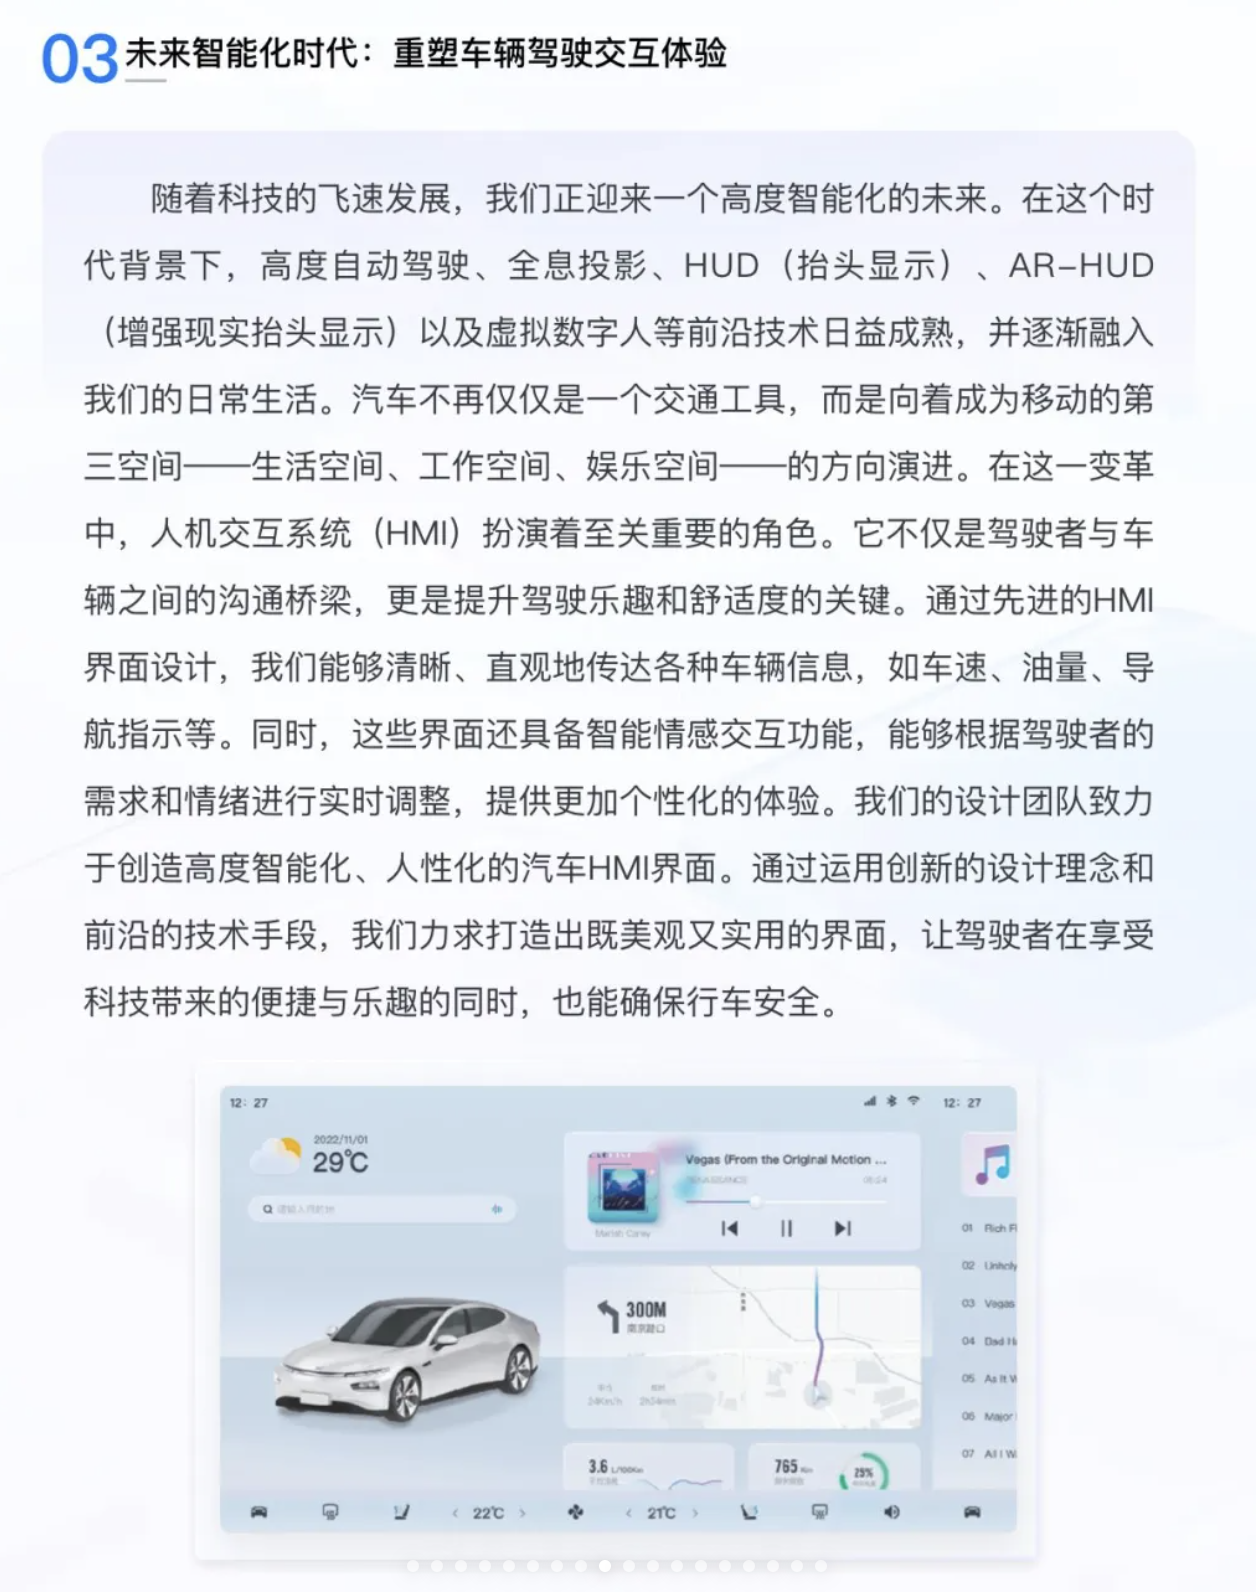 03 未来智能化时代：重塑车辆驾驶交互体验
随着科技的飞速发展，我们正迎来一个高度智能化的未来。在这个时
代背景下，高度自动驾驶、全息投影、HUD（抬头显示）、AR-HUD
（增强现实抬头显示）以及虚拟数字人等前沿技术日益成熟，并逐渐融入
我们的日常生活。汽车不再仅仅是一个交通工具，而是向着成为移动的第
三空间——生活空间、工作空间、娱乐空间——的方向演进。在这一变革
中，人机交互系统（HMI）扮演着至关重要的角色。它不仅是驾驶者与车
辆之间的沟通桥梁，更是提升驾驶乐趣和舒适度的关键。通过先进的HMI
界面设计，我们能够清晰、直观地传达各种车辆信息，如车速、油量、导
航指示等。同时，这些界面还具备智能情感交互功能，能够根据驾驶者的
需求和情绪进行实时调整，提供更加个性化的体验。我们的设计团队致力
于创造高度智能化、人性化的汽车HMI界面。通过运用创新的设计理念和
前沿的技术手段，我们力求打造出既美观又实用的界面，让驾驶者在享受
科技带来的便捷与乐趣的同时，也能确保行车安全。
12: 27
12: 27
2022/11/01
29℃
Vegas (From the Original Motion ...
Mariah Carey
300M
南京路口
3.6 L/100Km
765 Km
25%
01 Rich F
02 Unholy
03 Vegas
04 Dad H
05 As It W
06 Major
07 All I W
< 22℃ >
< 21℃ >